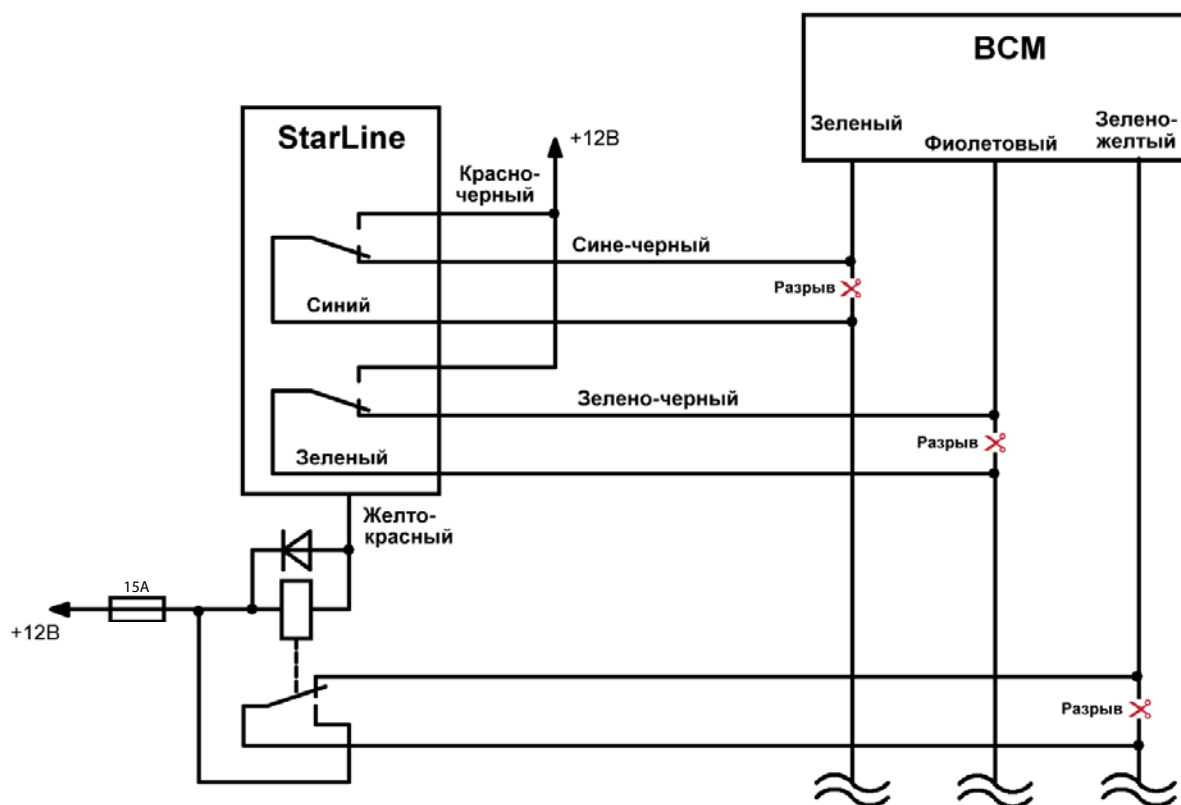 BCM
Зеленый
Фиолетовый
Зелено-
желтый
StarLine
+12В
Красно-
черный
Сине-черный
Разрыв
Синий
Зелено-черный
Разрыв
Зеленый
Желто-
красный
15A
+12В
Разрыв